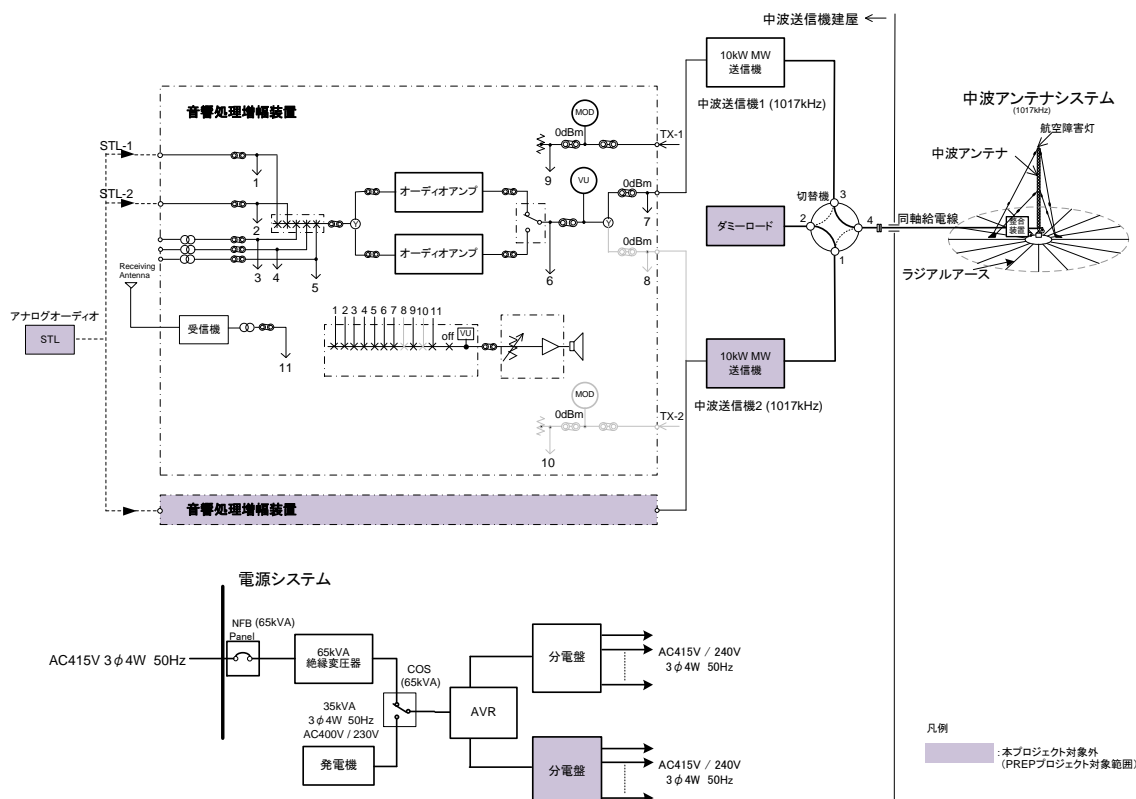 中波送信機建屋
10kW MW
送信機
中波送信機1 (1017kHz)
中波アンテナシステム
(1017kHz)
航空障害灯
中波アンテナ
整合
装置
同軸給電線
ラジアルアース
音響処理増幅装置
MOD
0dBm
TX-1
9
STL-1
1
STL-2
2
3
4
5
オーディオアンプ
オーディオアンプ
Y
VU
Y
0dBm
7
0dBm
8
6
切替機
3
2
4
1
ダミーロード
Receiving
Antenna
受信機
11
1 2 3 4 5 6 7 8 9 10 11
off
VU
アナログオーディオ
STL
MOD
0dBm
TX-2
10
10kW MW
送信機
中波送信機2 (1017kHz)
音響処理増幅装置
電源システム
NFB (65kVA)
Panel
AC415V 3φ4W 50Hz
65kVA
絶縁変圧器
COS
(65kVA)
35kVA
3φ4W 50Hz
AC400V / 230V
発電機
AVR
分電盤
AC415V / 240V
3φ4W 50Hz
分電盤
AC415V / 240V
3φ4W 50Hz
凡例
:本プロジェクト対象外
(PREPプロジェクト対象範囲)